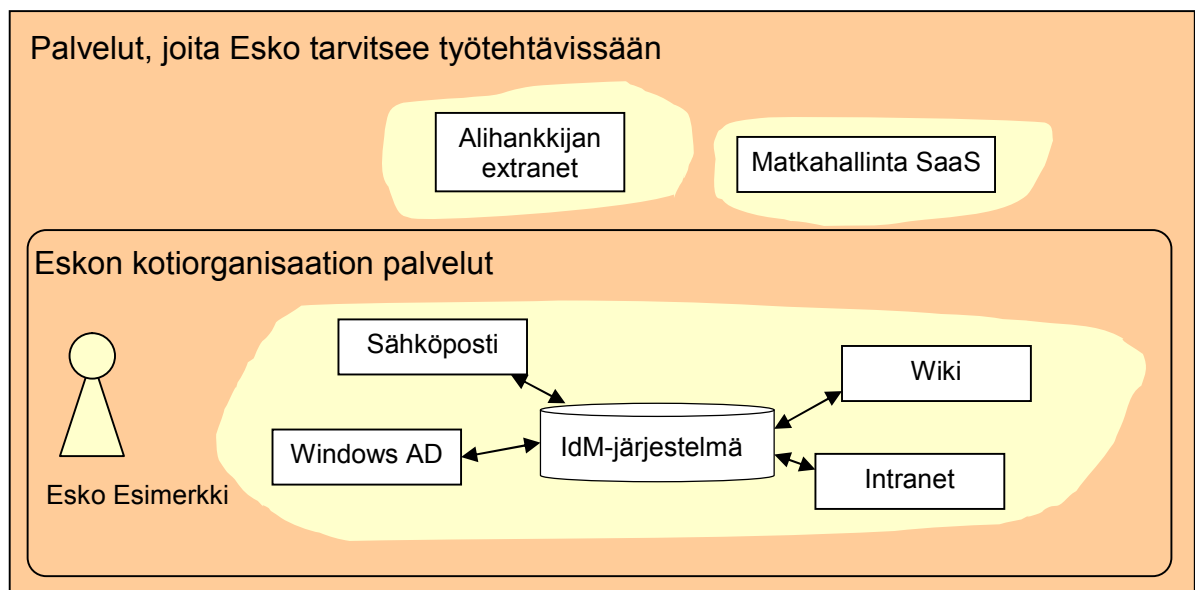 Palvelut, joita Esko tarvitsee työtehtävissään
Alihankkijan
extranet
Matkahallinta SaaS
Eskon kotiorganisaation palvelut
Sähköposti
Wiki
Windows AD
IdM-järjestelmä
Intranet
Esko Esimerkki